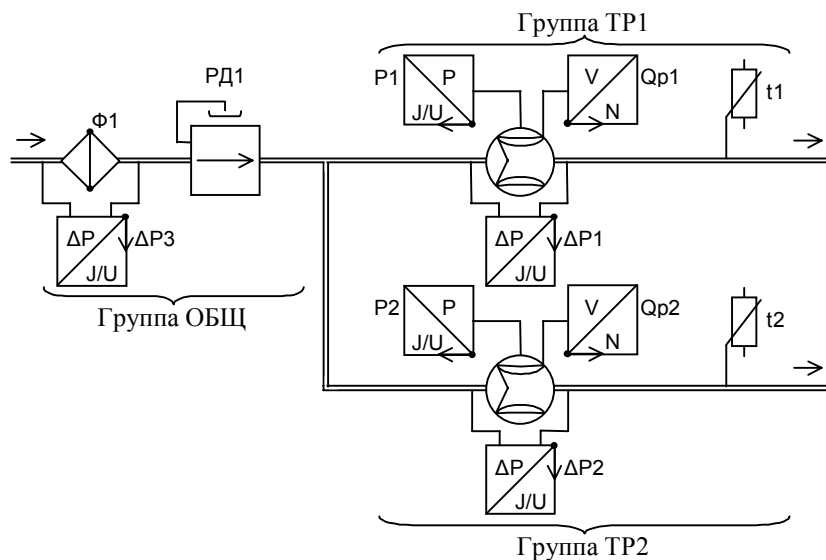 Группа ТР1
РД1
P1
P
J/U
V
N
Qp1
t1
Ф1
ΔP
J/U
ΔP3
ΔP
J/U
ΔP1
Группа ОБЩ
P2
P
J/U
V
N
Qp2
t2
ΔP
J/U
ΔP2
Группа ТР2